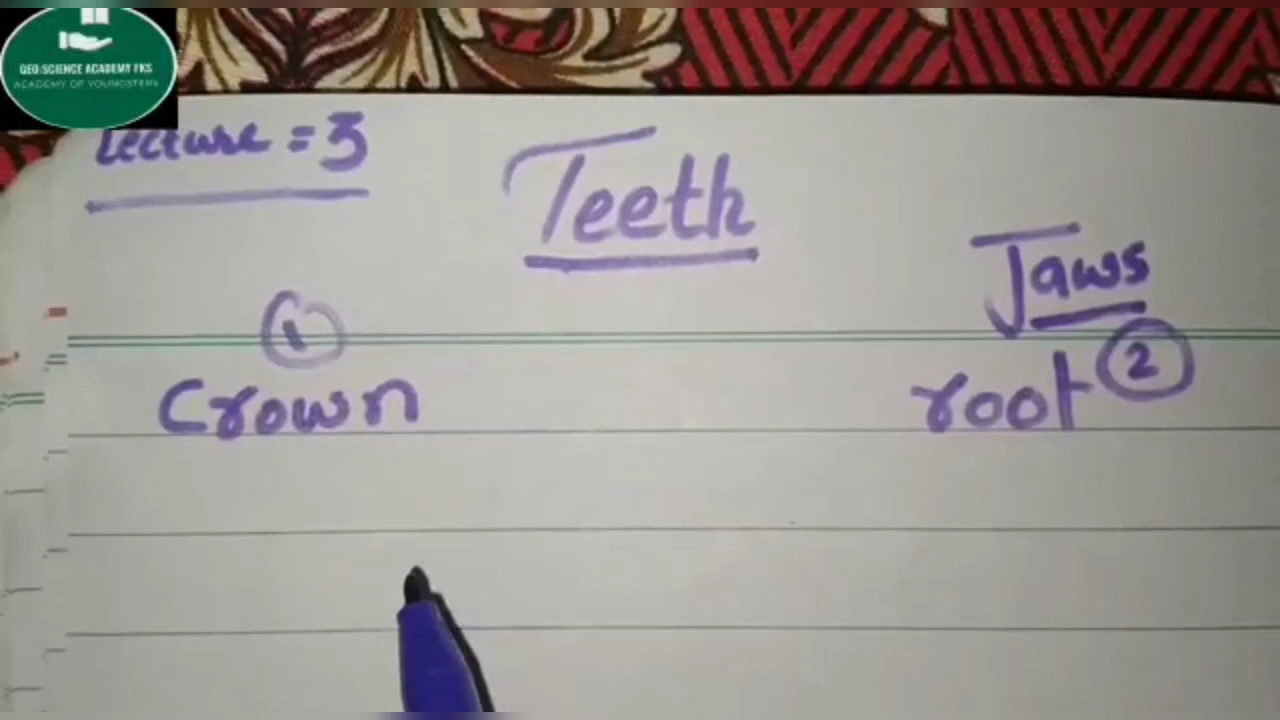 GEO:SCIENCE ACADEMY FKS
ACADEMY OF YOUNGSTERS
Lecture = 3
Teeth
Jaws
1
Crown
2
root